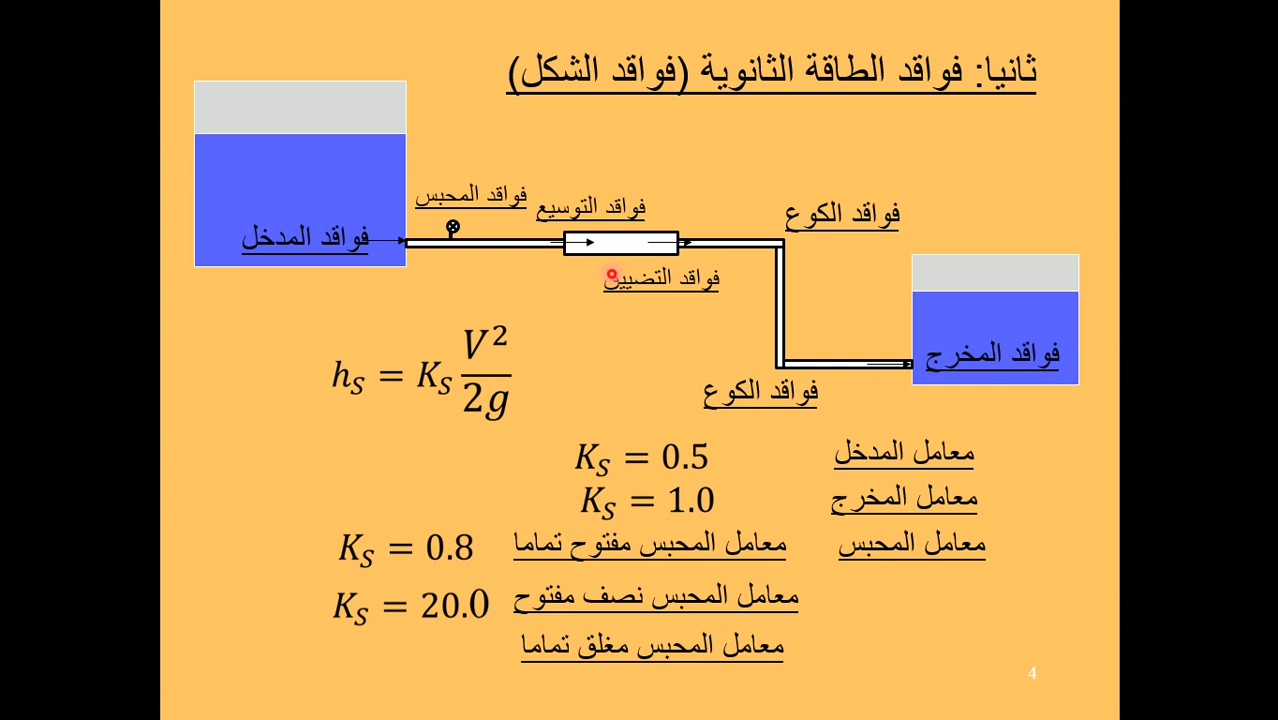 ثانيا: فواقد الطاقة الثانوية (فواقد الشكل)
فواقد المحبس
فواقد التوسيع
فواقد الكوع
فواقد المدخل
فواقد التضييق
فواقد المخرج
فواقد الكوع
h_S = K_S V²/2g
معامل المدخل K_S = 0.5
معامل المخرج K_S = 1.0
معامل المحبس معامل المحبس مفتوح تماما K_S = 0.8
معامل المحبس نصف مفتوح K_S = 20.0
معامل المحبس مغلق تماما
4